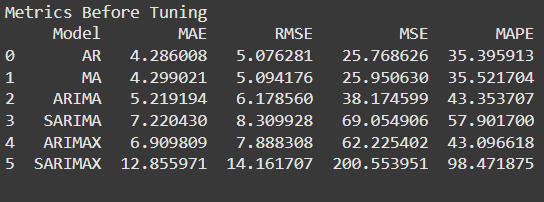 Metrics Before Tuning
Model MAE RMSE MSE MAPE
0 AR 4.286008 5.076281 25.768626 35.395913
1 MA 4.299021 5.094176 25.950630 35.521704
2 ARIMA 5.219194 6.178560 38.174599 43.353707
3 SARIMA 7.220430 8.309928 69.054906 57.901700
4 ARIMAX 6.909809 7.888308 62.225402 43.096618
5 SARIMAX 12.855971 14.161707 200.553951 98.471875